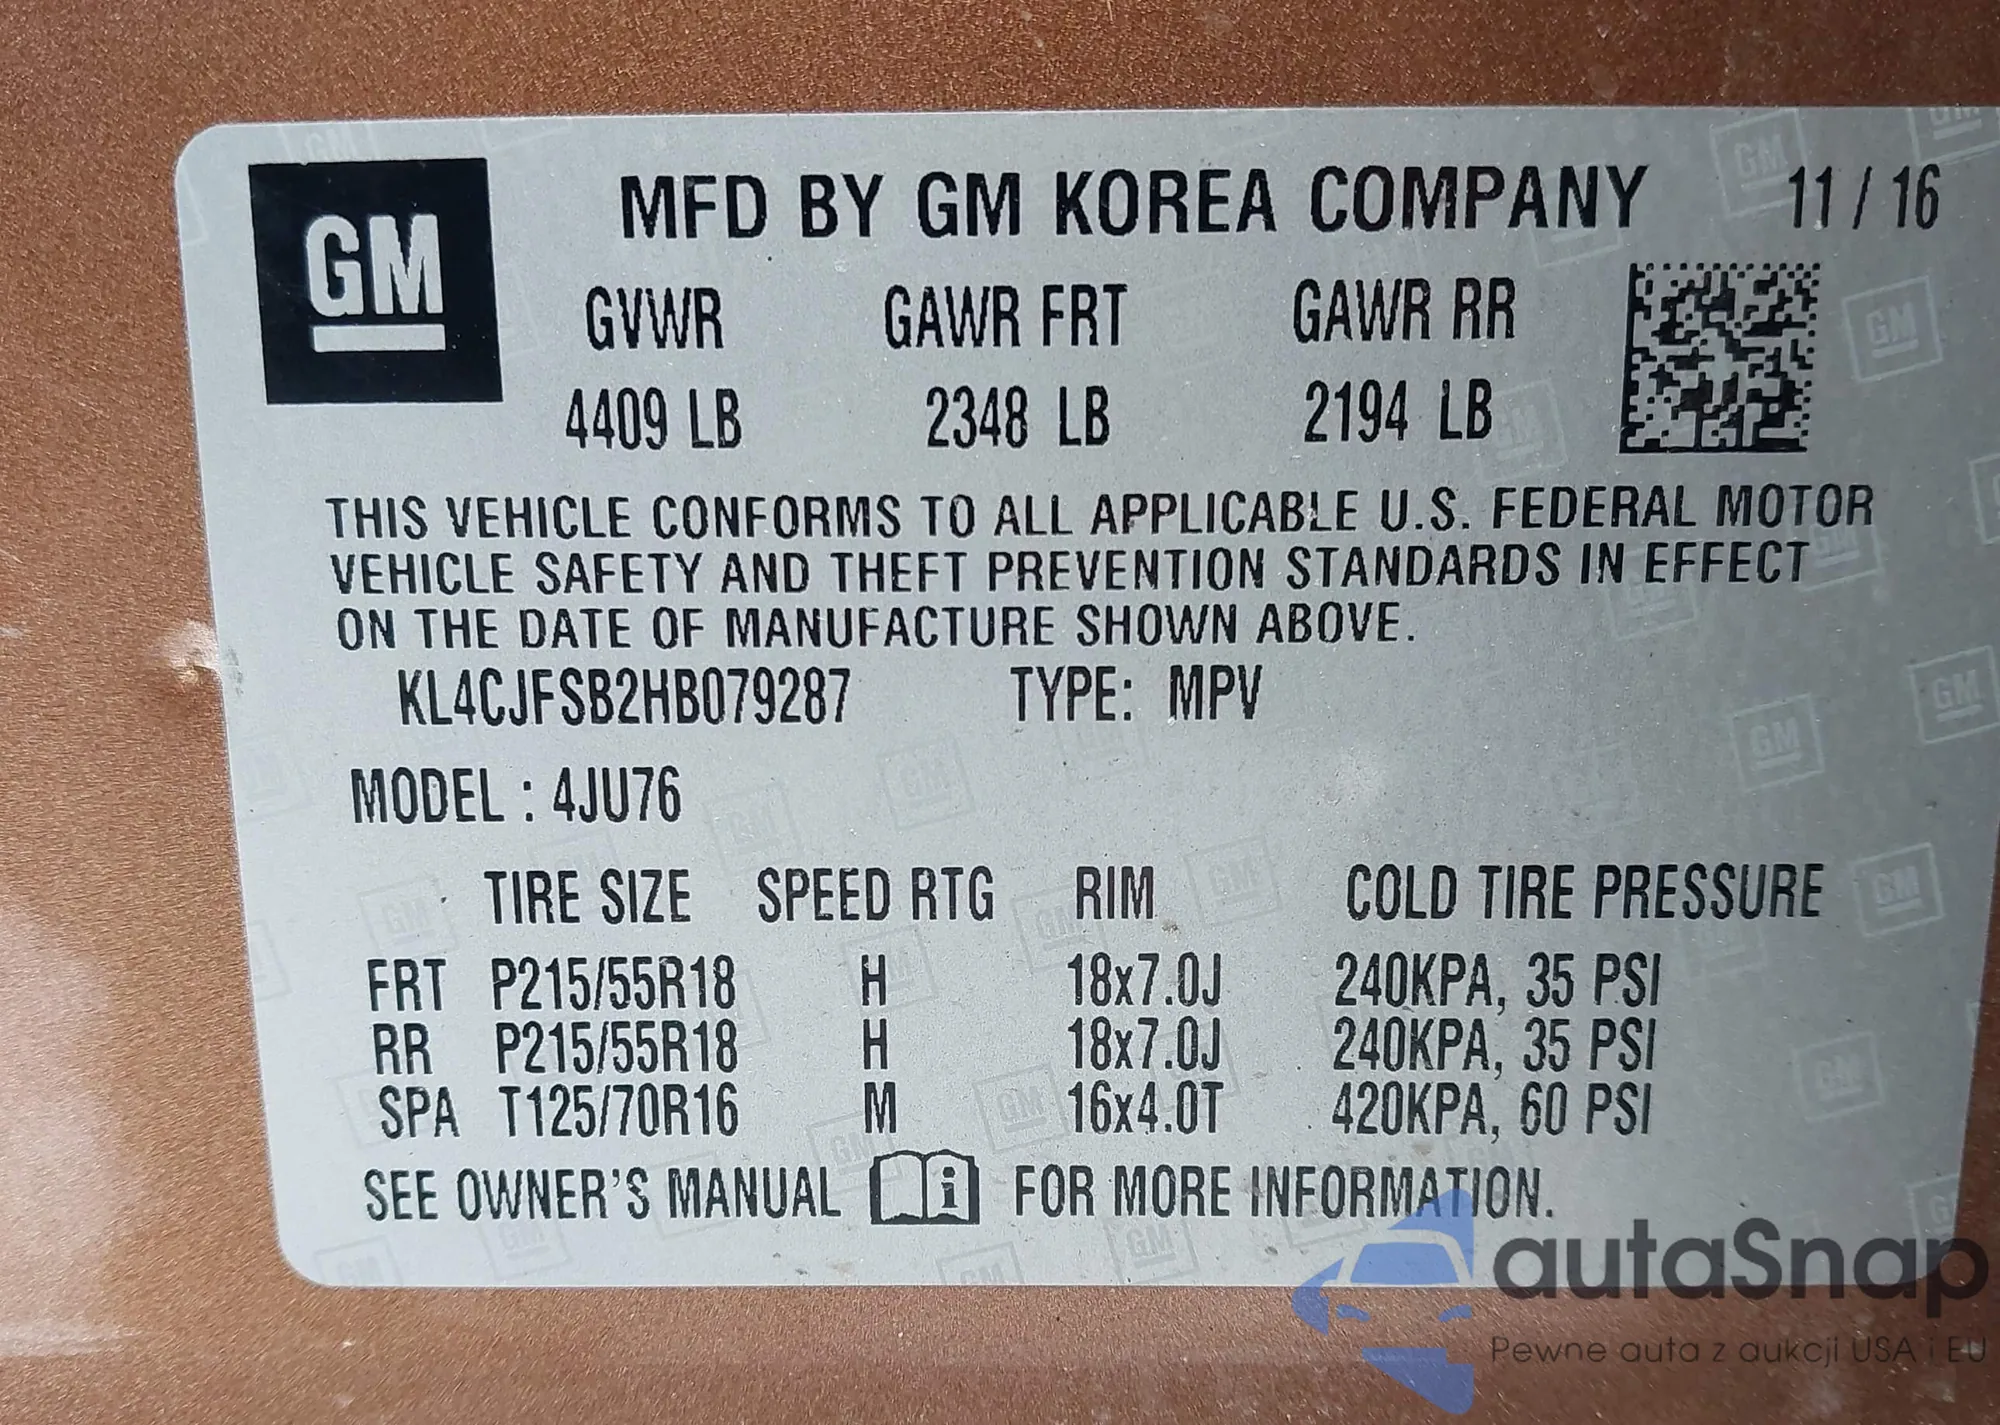 GM
MFD BY GM KOREA COMPANY 11 / 16
GVWR GAWR FRT GAWR RR
4409 LB 2348 LB 2194 LB
THIS VEHICLE CONFORMS TO ALL APPLICABLE U.S. FEDERAL MOTOR
VEHICLE SAFETY AND THEFT PREVENTION STANDARDS IN EFFECT
ON THE DATE OF MANUFACTURE SHOWN ABOVE.
KL4CJFSB2HB079287 TYPE: MPV
MODEL : 4JU76
TIRE SIZE SPEED RTG RIM COLD TIRE PRESSURE
FRT P215/55R18 H 18x7.0J 240KPA, 35 PSI
RR P215/55R18 H 18x7.0J 240KPA, 35 PSI
SPA T125/70R16 M 16x4.0T 420KPA, 60 PSI
SEE OWNER'S MANUAL i FOR MORE INFORMATION.
autaSnap
Pewne auta z aukcji USA i EU